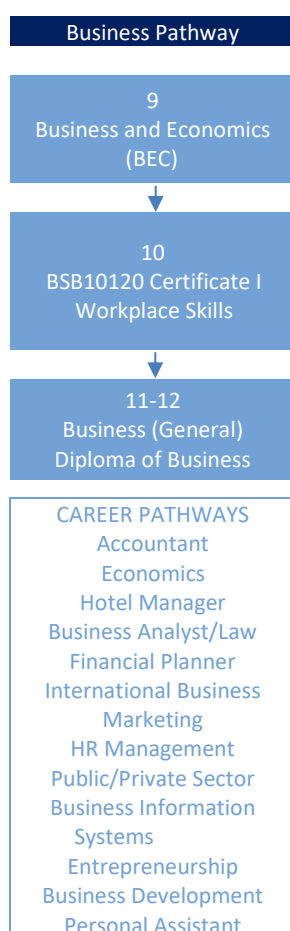 Business Pathway
9
Business and Economics
(BEC)
10
BSB10120 Certificate I
Workplace Skills
11-12
Business (General)
Diploma of Business
CAREER PATHWAYS
Accountant
Economics
Hotel Manager
Business Analyst/Law
Financial Planner
International Business
Marketing
HR Management
Public/Private Sector
Business Information
Systems
Entrepreneurship
Business Development
Personal Assistant